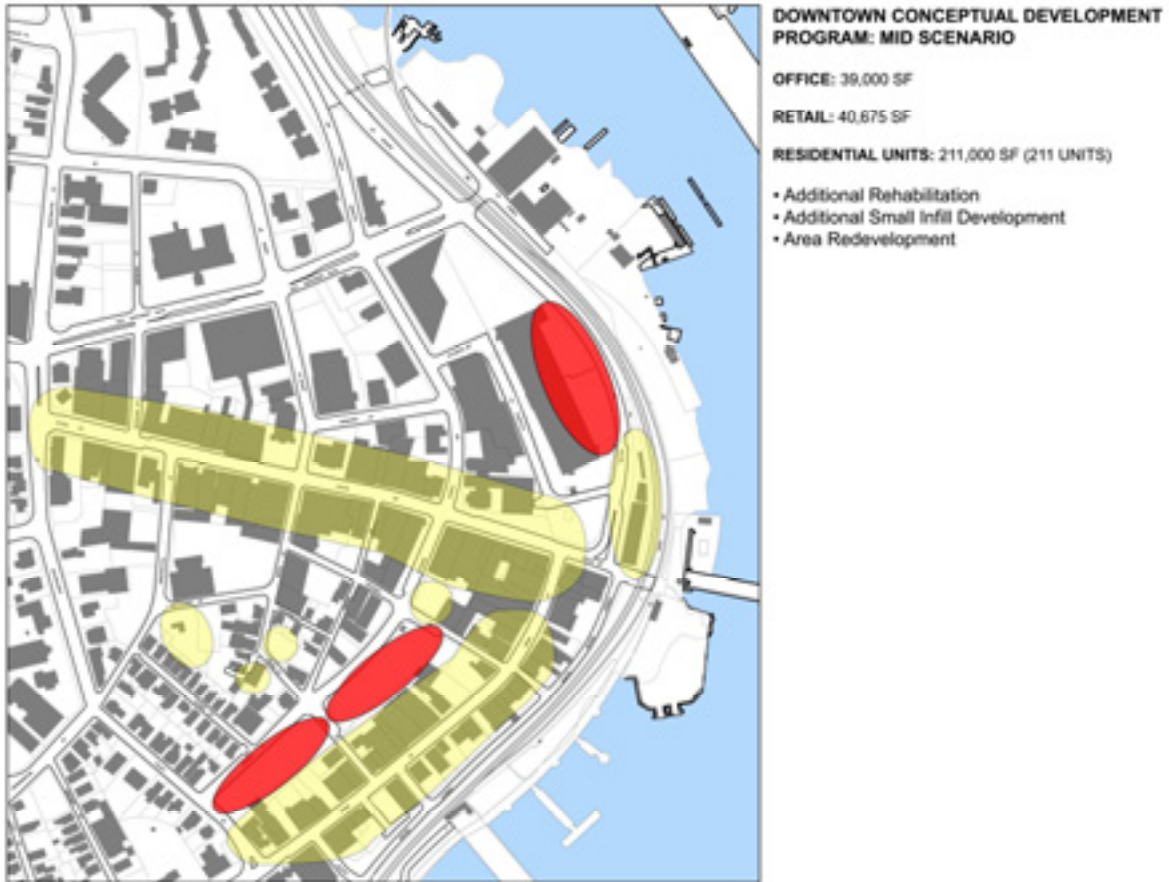 DOWNTOWN CONCEPTUAL DEVELOPMENT
PROGRAM: MID SCENARIO
OFFICE: 39,000 SF
RETAIL: 40,675 SF
RESIDENTIAL UNITS: 211,000 SF (211 UNITS)
• Additional Rehabilitation
• Additional Small Infill Development
• Area Redevelopment